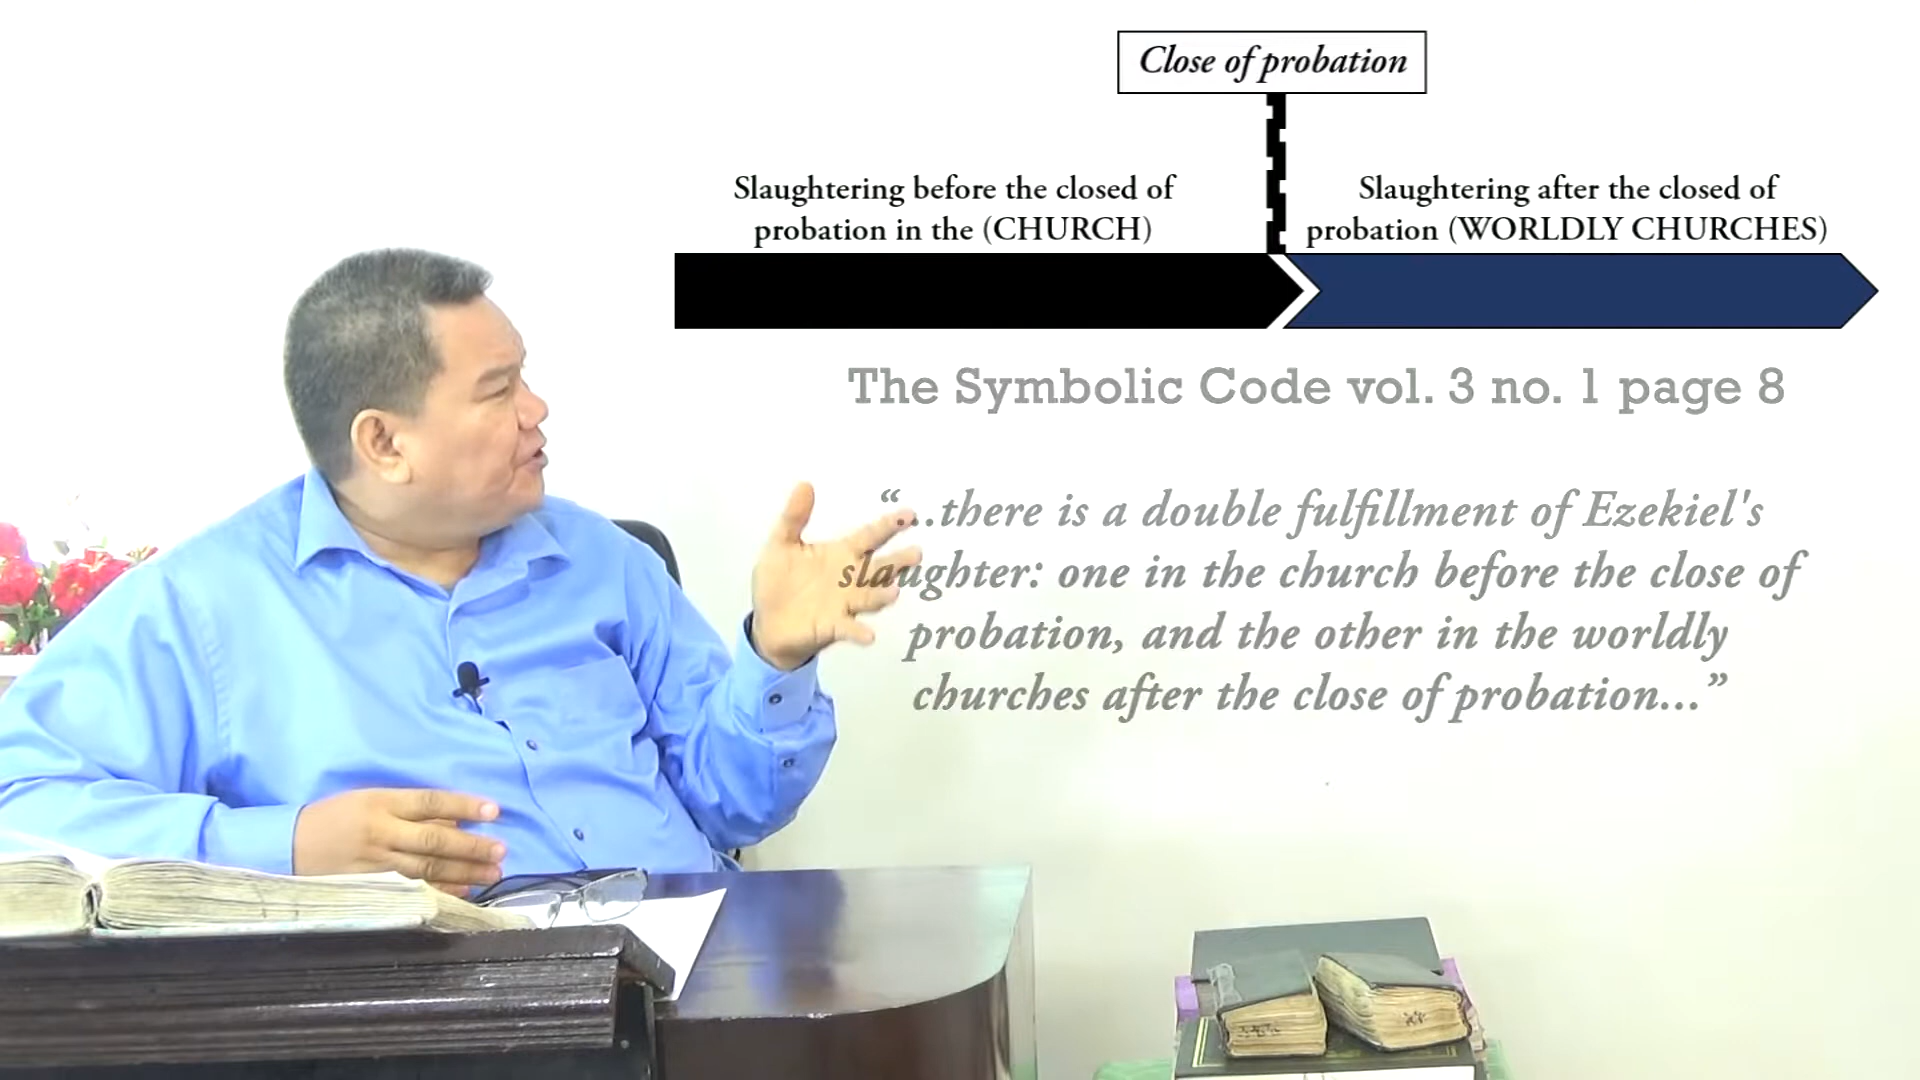 Close of probation
Slaughtering before the closed of
probation in the (CHURCH)
Slaughtering after the closed of
probation (WORLDLY CHURCHES)
The Symbolic Code vol. 3 no. 1 page 8
“...there is a double fulfillment of Ezekiel's
slaughter: one in the church before the close of
probation, and the other in the worldly
churches after the close of probation...”